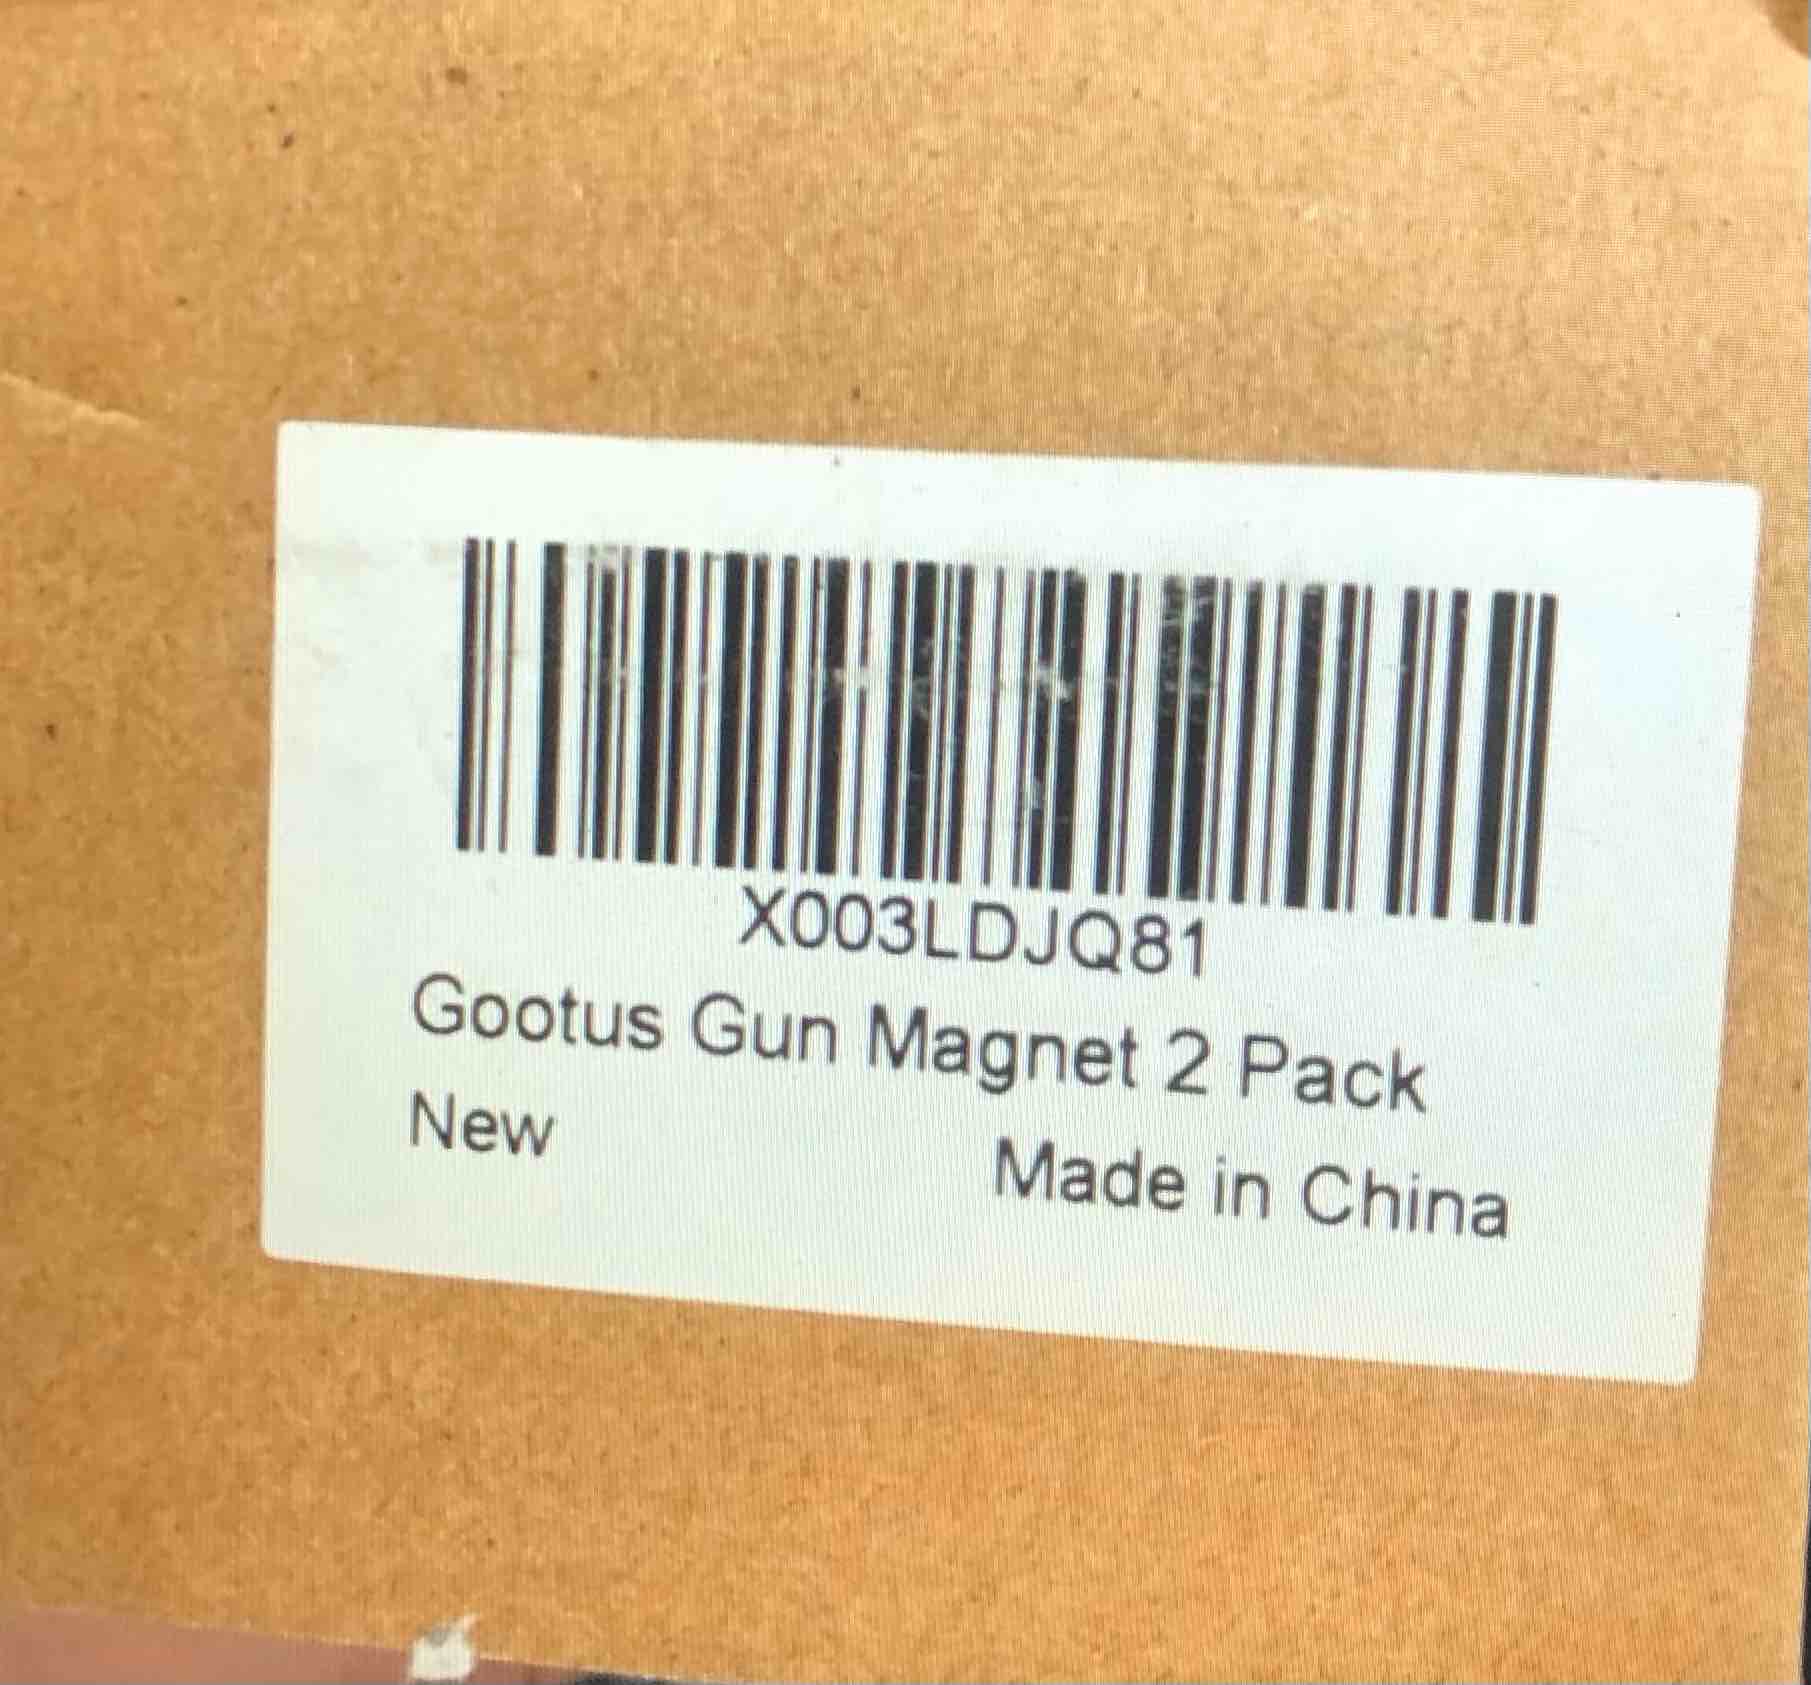 X003LDJQ81
Gootus Gun Magnet 2 Pack
New
Made in China